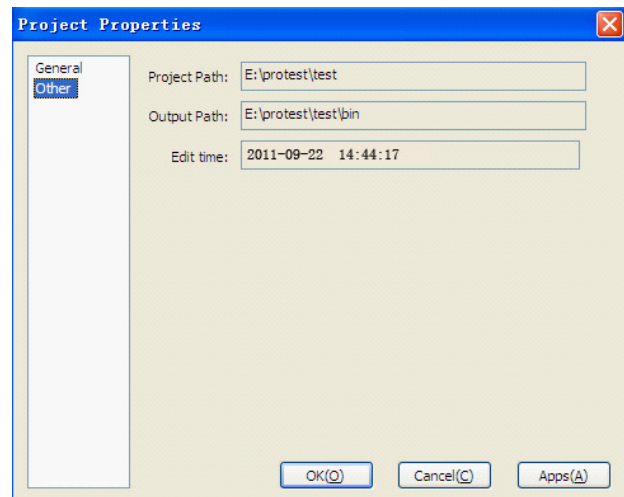 Project Properties
General
Other
Project Path: E:\protest\test
Output Path: E:\protest\test\bin
Edit time: 2011-09-22 14:44:17
OK(O) Cancel(C) Apps(A)